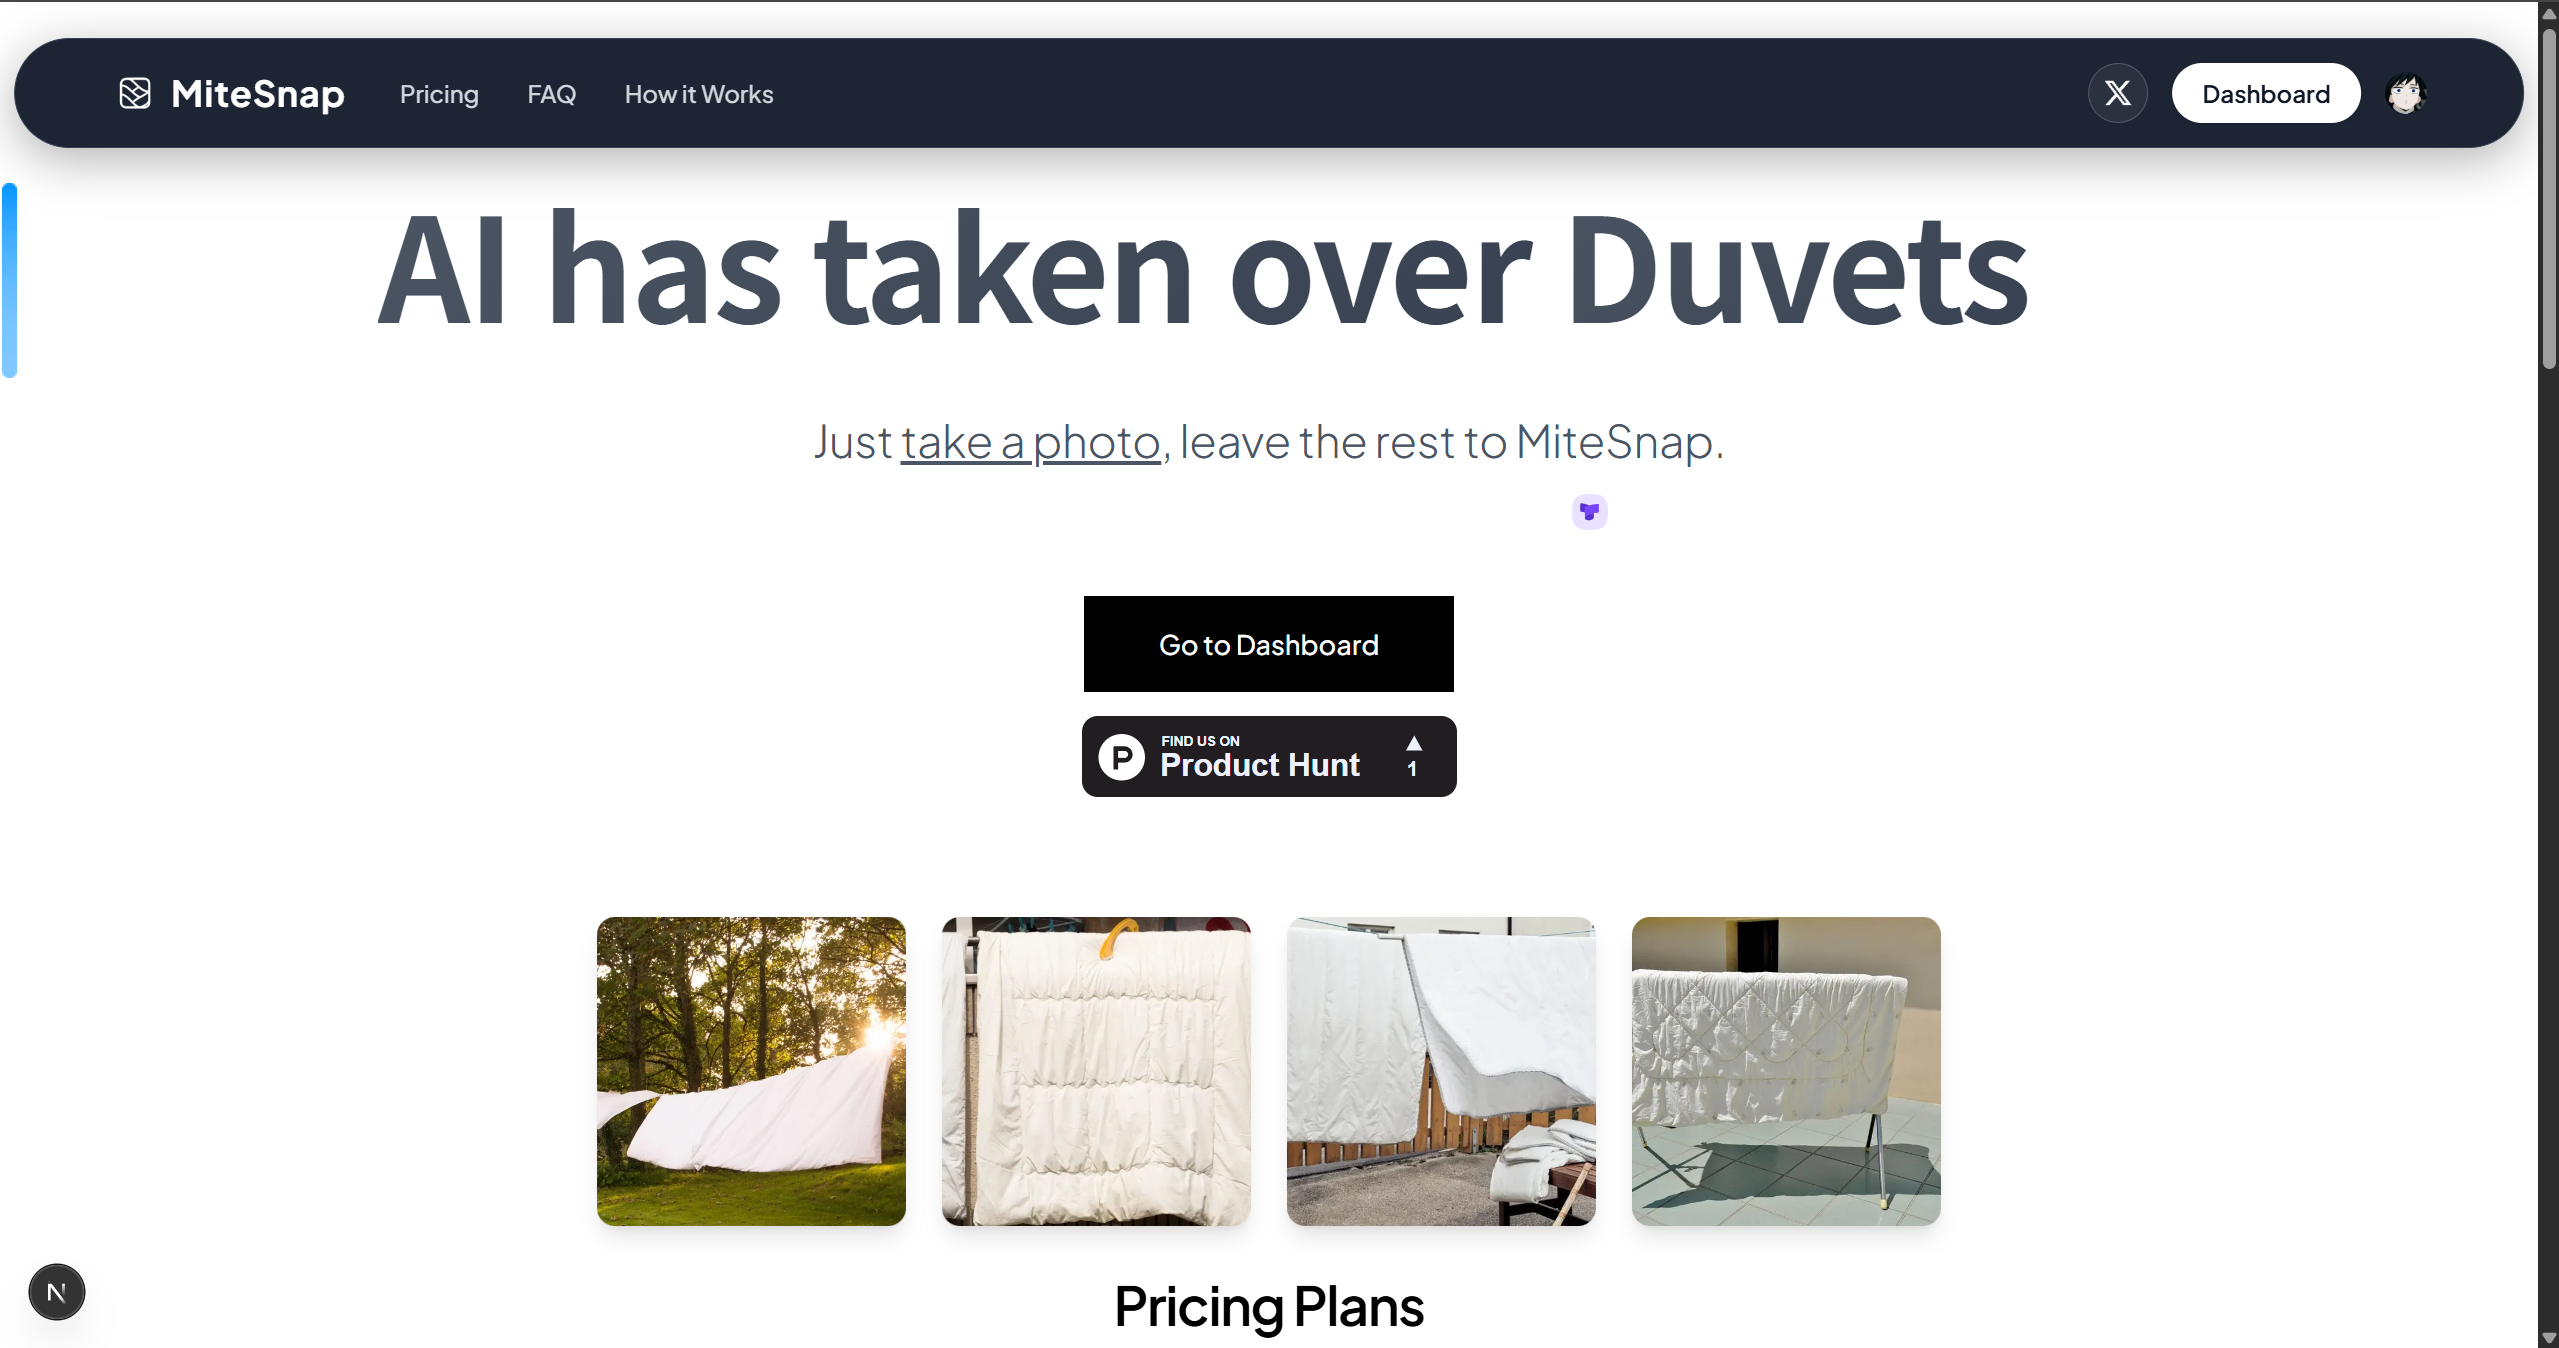 MiteSnap
Pricing
FAQ
How it Works
Dashboard
AI has taken over Duvets
Just take a photo, leave the rest to MiteSnap.
Go to Dashboard
P
FIND US ON
Product Hunt
1
N
Pricing Plans